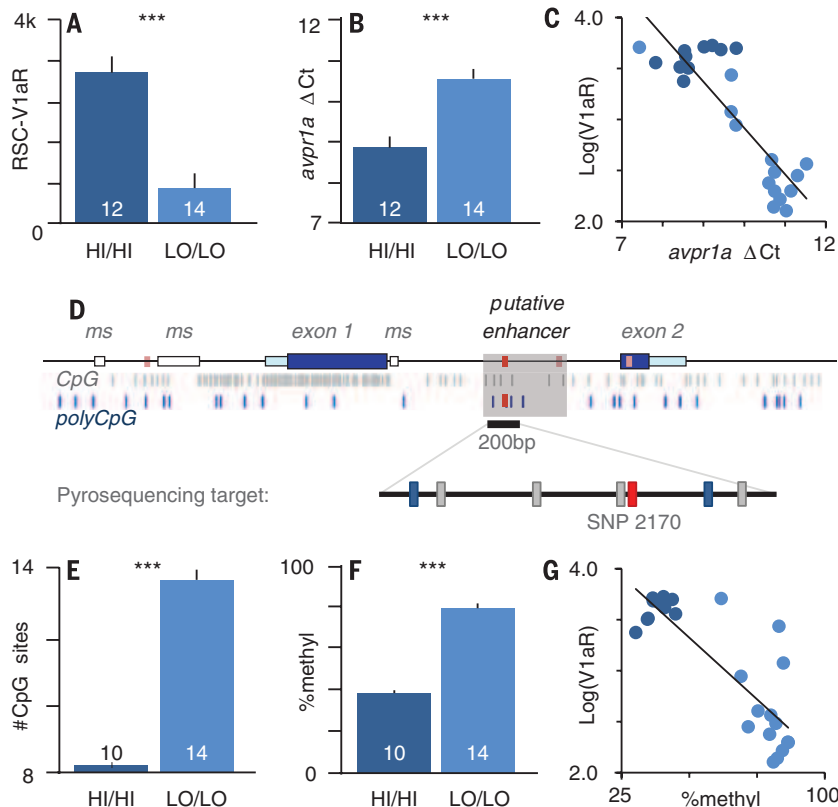 A
***
4k
RSC-V1aR
0
12
14
HI/HI
LO/LO
B
***
12
avpr1a ΔCt
7
12
14
HI/HI
LO/LO
C
4.0
Log(V1aR)
2.0
7
avpr1a ΔCt
12
D
putative
enhancer
ms
ms
exon 1
ms
exon 2
CpG
polyCpG
200bp
Pyrosequencing target:
SNP 2170
E
***
14
#CpG sites
8
10
14
HI/HI
LO/LO
F
***
100
%methyl
0
10
14
HI/HI
LO/LO
G
4.0
Log(V1aR)
2.0
25
%methyl
100